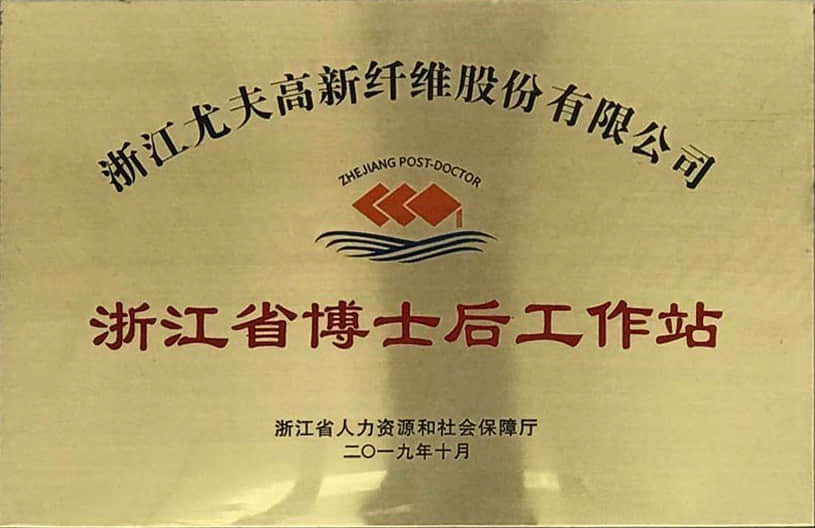 浙江尤夫高新纤维股份有限公司
ZHEJIANG POST-DOCTOR
浙江省博士后工作站
浙江省人力资源和社会保障厅
二〇一九年十月